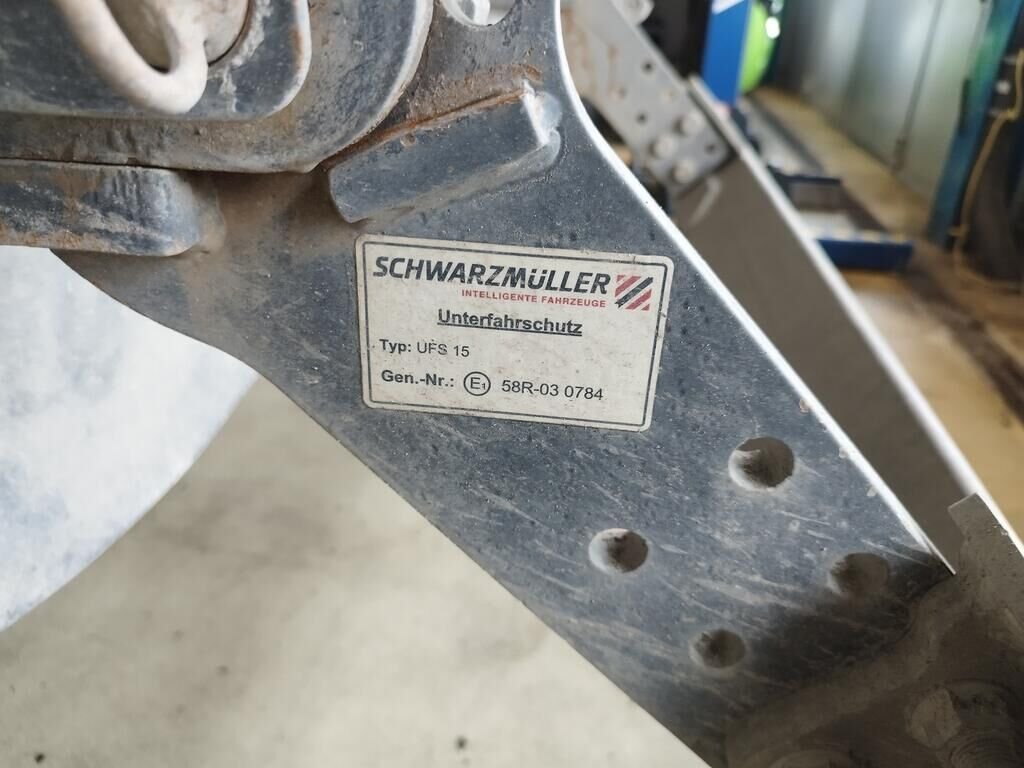 SCHWARZMÜLLER
INTELLIGENTE FAHRZEUGE
Unterfahrschutz
Typ: UFS 15
Gen.-Nr.: E1 58R-03 0784